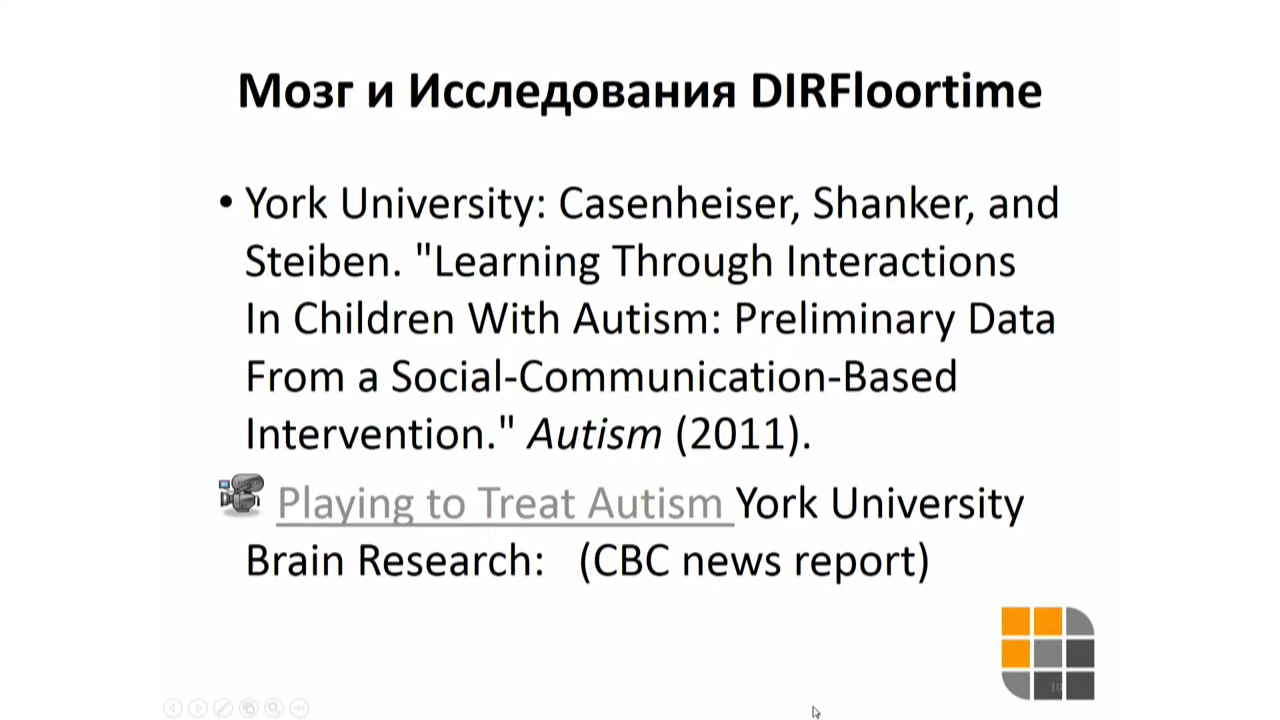 Мозг и Исследования DIRFloortime
• York University: Casenheiser, Shanker, and
Steiben. "Learning Through Interactions
In Children With Autism: Preliminary Data
From a Social-Communication-Based
Intervention." Autism (2011).
Playing to Treat Autism York University
Brain Research: (CBC news report)
10